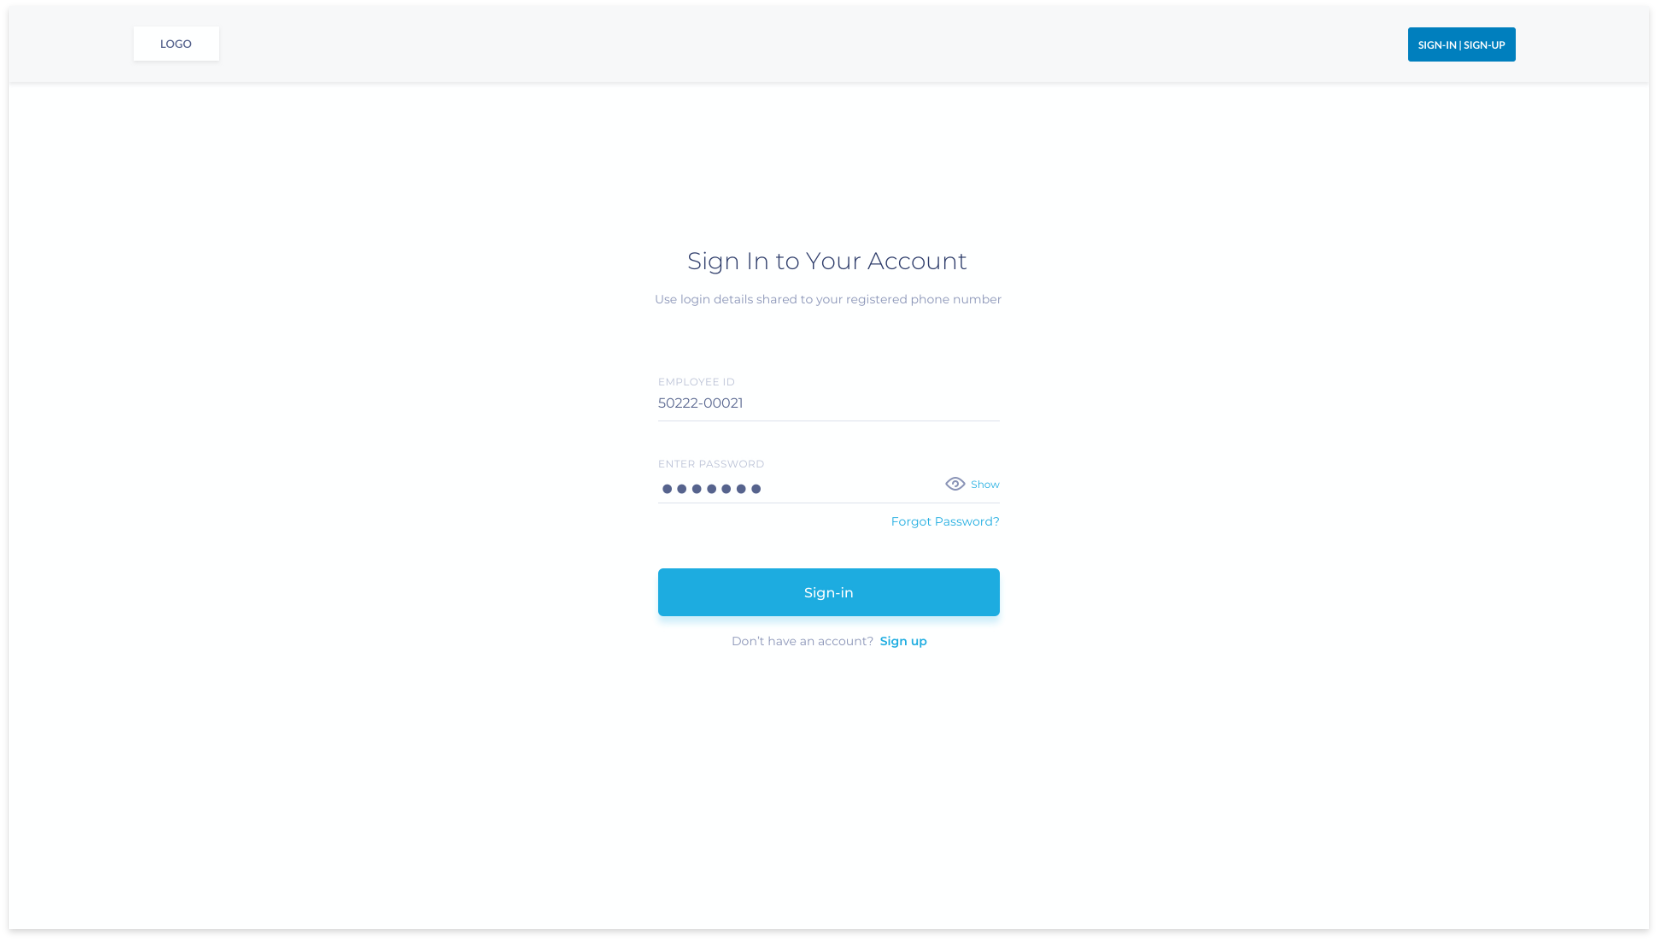 LOGO
SIGN-IN | SIGN-UP
Sign In to Your Account
Use login details shared to your registered phone number
EMPLOYEE ID
50222-00021
ENTER PASSWORD
Show
Forgot Password?
Sign-in
Don't have an account? Sign up